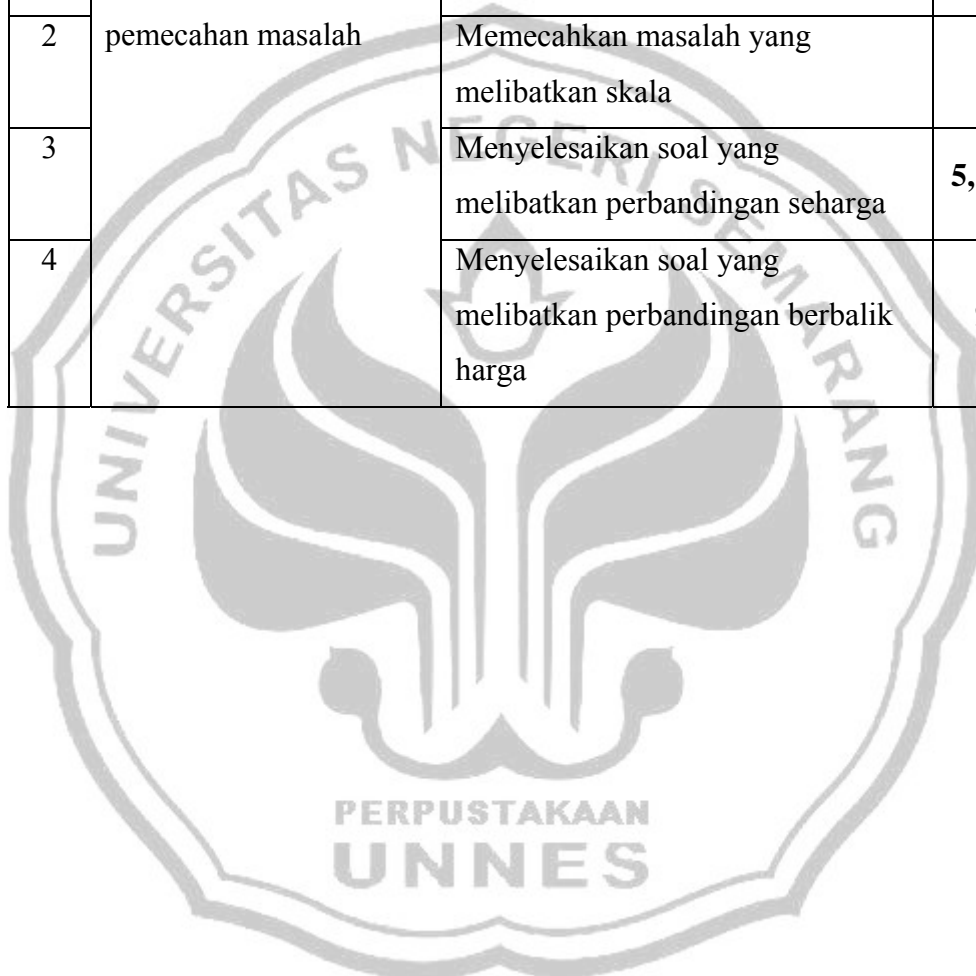 2 pemecahan masalah Memecahkan masalah yang
melibatkan skala
3 Menyelesaikan soal yang
melibatkan perbandingan seharga 5,
4 Menyelesaikan soal yang
melibatkan perbandingan berbalik
harga
UNIVERSITAS NEGERI SEMARANG
PERPUSTAKAAN
UNNES